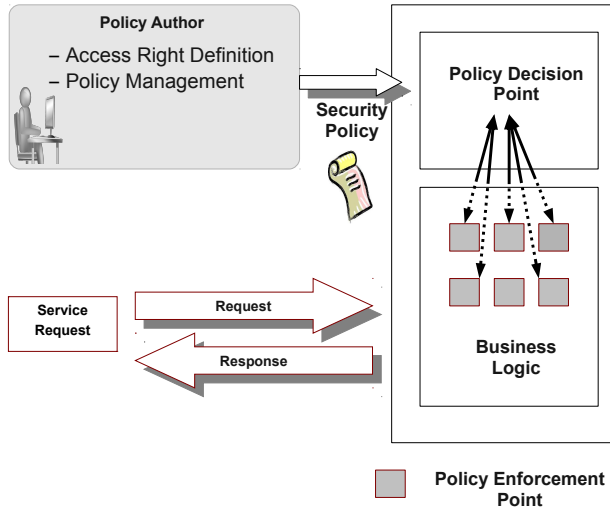 Policy Author
– Access Right Definition
– Policy Management
Security
Policy
Policy Decision
Point
Service
Request
Request
Response
Business
Logic
Policy Enforcement
Point